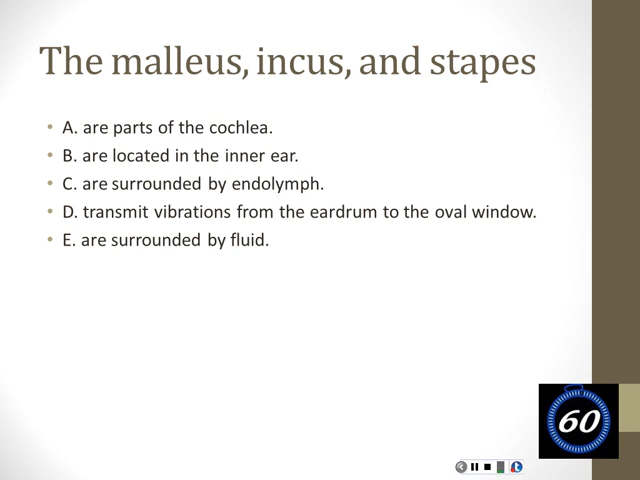 The malleus, incus, and stapes
• A. are parts of the cochlea.
• B. are located in the inner ear.
• C. are surrounded by endolymph.
• D. transmit vibrations from the eardrum to the oval window.
• E. are surrounded by fluid.
60